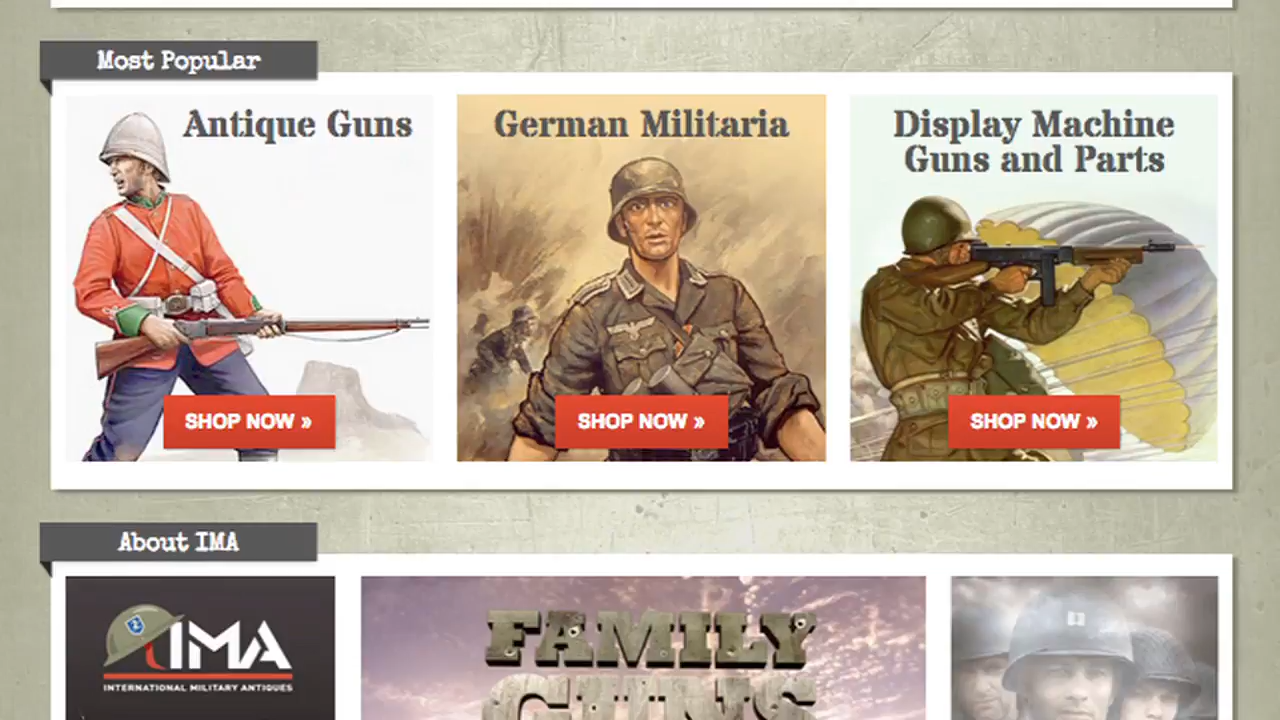 Most Popular
Antique Guns
German Militaria
Display Machine
Guns and Parts
SHOP NOW »
SHOP NOW »
SHOP NOW »
About IMA
IMA
INTERNATIONAL MILITARY ANTIQUES
FAMILY
GUNS